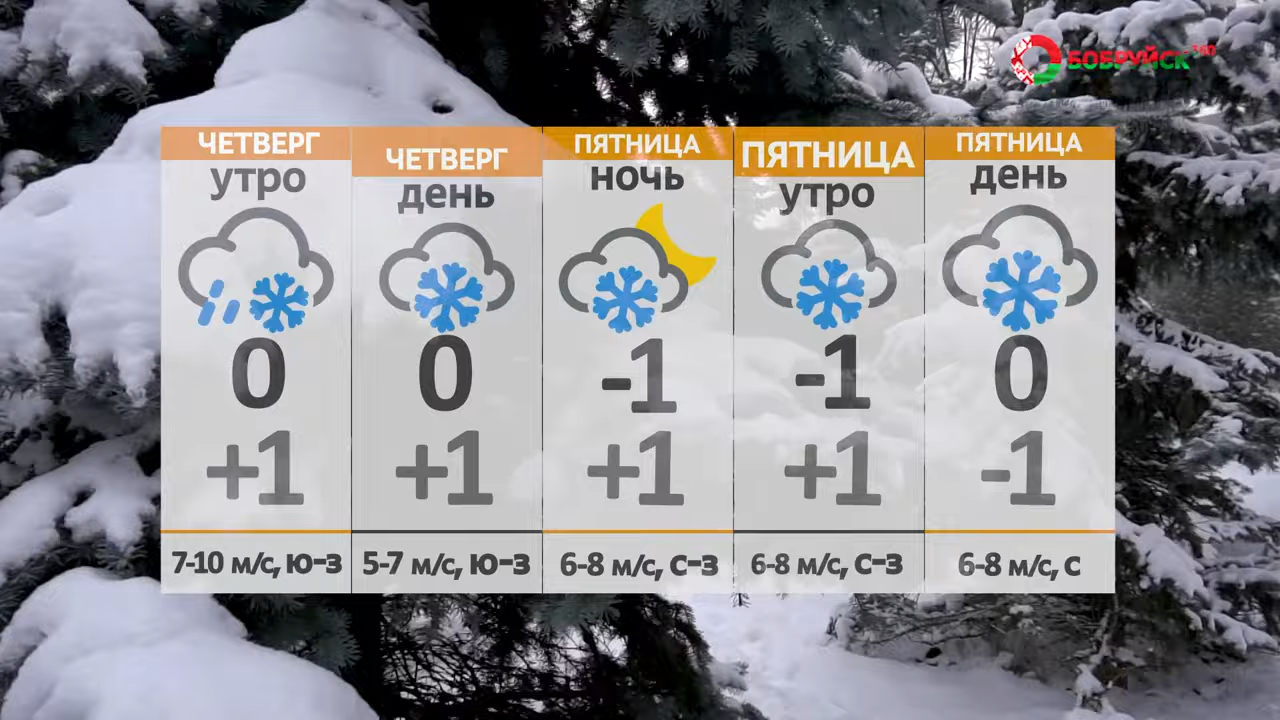 БОБРУЙСК 360
ЧЕТВЕРГ
утро
0
+1
7-10 м/с, Ю-З
ЧЕТВЕРГ
день
0
+1
5-7 м/с, Ю-З
ПЯТНИЦА
ночь
-1
+1
6-8 м/с, С-З
ПЯТНИЦА
утро
-1
+1
6-8 м/с, С-З
ПЯТНИЦА
день
0
-1
6-8 м/с, С